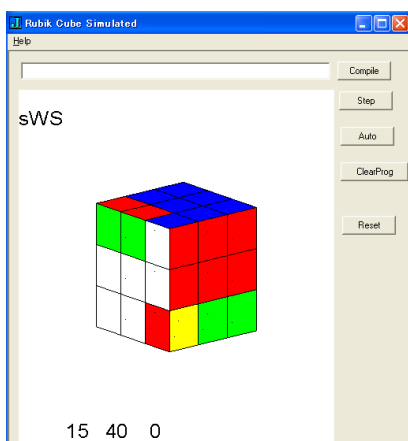 Rubik Cube Simulated
Help
Compile
Step
sWS
Auto
ClearProg
Reset
15 40 0